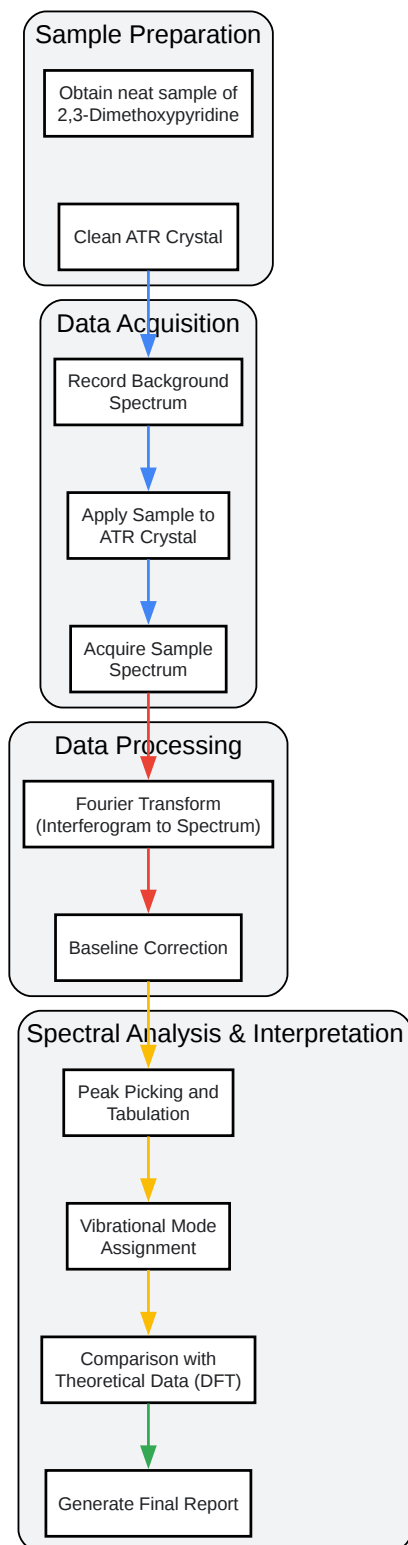 Sample Preparation
Obtain neat sample of
2,3-Dimethoxypyridine
Clean ATR Crystal
Data Acquisition
Record Background
Spectrum
Apply Sample to
ATR Crystal
Acquire Sample
Spectrum
Data Processing
Fourier Transform
(Interferogram to Spectrum)
Baseline Correction
Spectral Analysis & Interpretation
Peak Picking and
Tabulation
Vibrational Mode
Assignment
Comparison with
Theoretical Data (DFT)
Generate Final Report